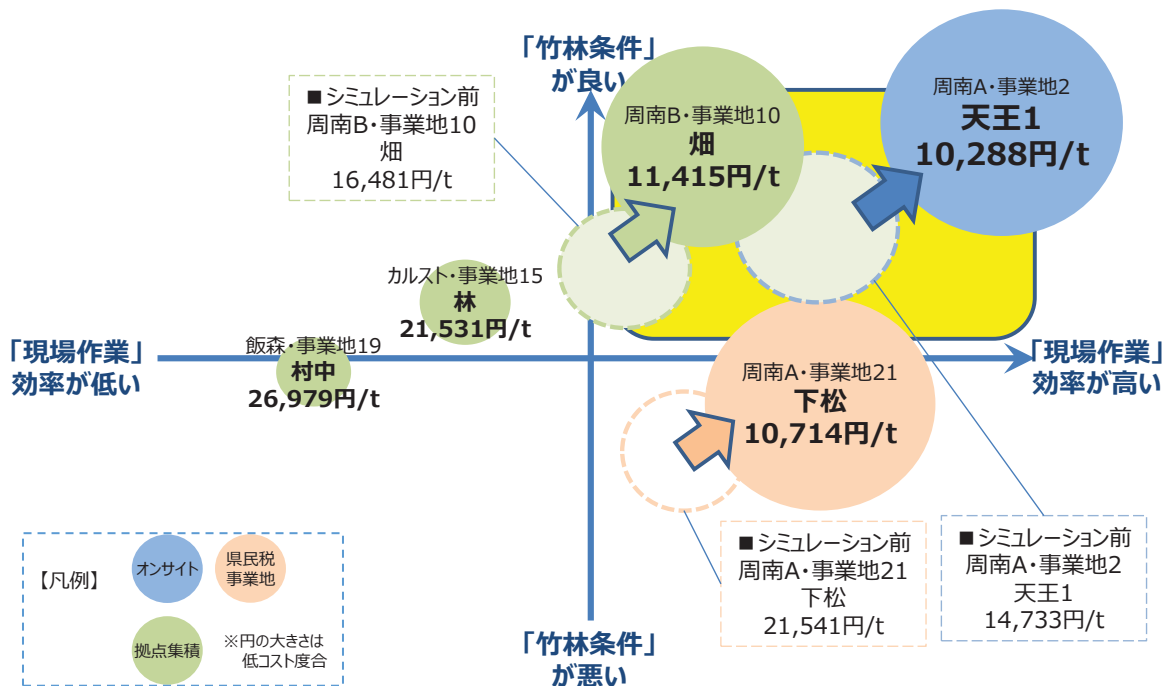 「竹林条件」
が良い
■ シミュレーション前
周南B・事業地10
畑
16,481円/t
周南B・事業地10
畑
11,415円/t
周南A・事業地2
天王1
10,288円/t
カルスト・事業地15
林
21,531円/t
「現場作業」
効率が低い
飯森・事業地19
村中
26,979円/t
「現場作業」
効率が高い
周南A・事業地21
下松
10,714円/t
■ シミュレーション前
周南A・事業地21
下松
21,541円/t
■ シミュレーション前
周南A・事業地2
天王1
14,733円/t
【凡例】
オンサイト
県民税
事業地
拠点集積
※円の大きさは
低コスト度合
「竹林条件」
が悪い